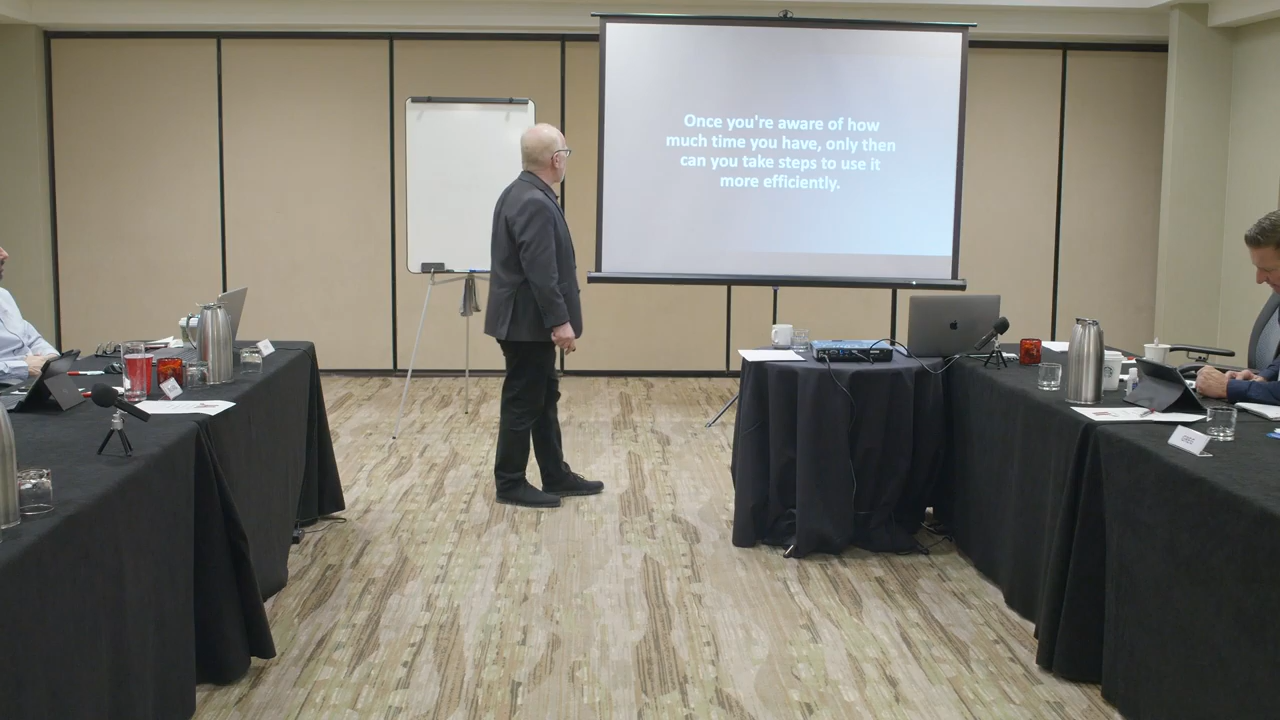 Once you're aware of how
much time you have, only then
can you take steps to use it
more efficiently.